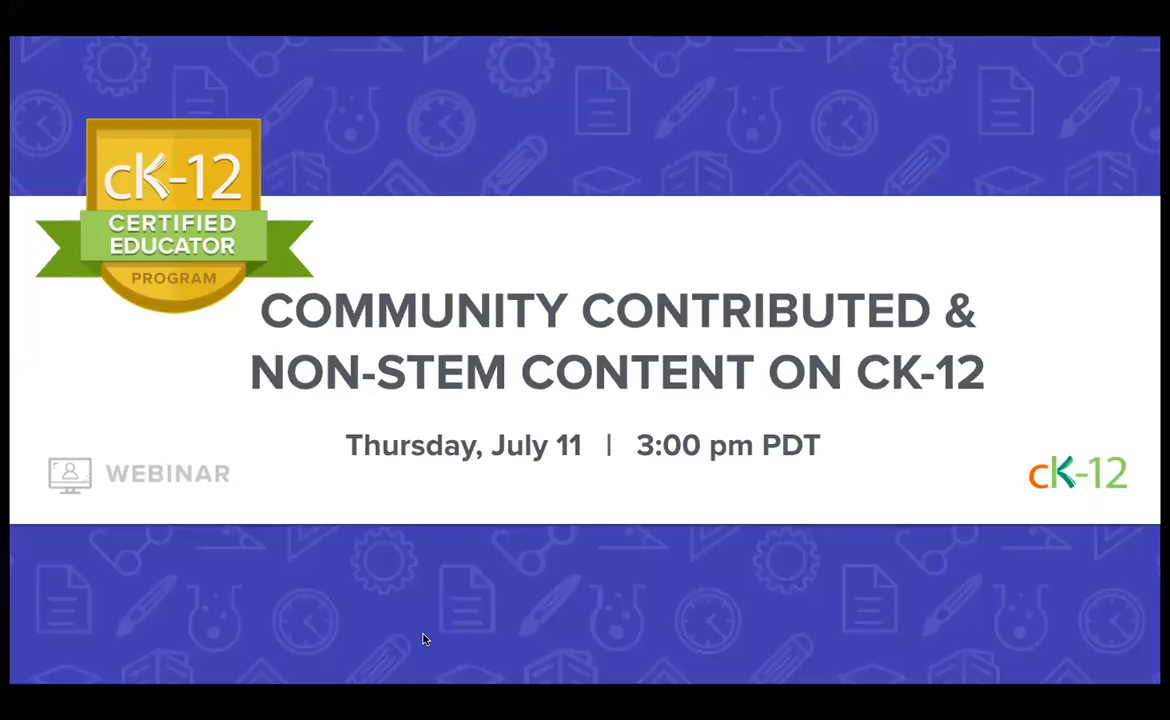 cK-12
CERTIFIED
EDUCATOR
PROGRAM
COMMUNITY CONTRIBUTED &
NON-STEM CONTENT ON CK-12
Thursday, July 11 | 3:00 pm PDT
WEBINAR
cK-12